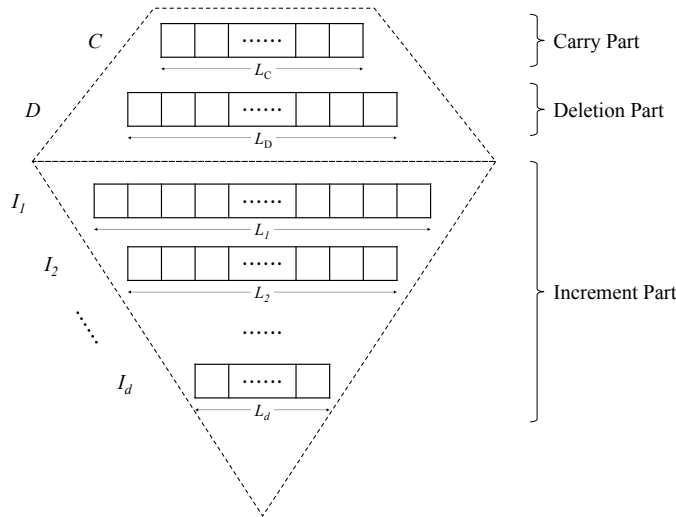 C
......
Carry Part
L_C
D
......
Deletion Part
L_D
I_1
......
L_1
I_2
......
L_2
Increment Part
......
......
I_d
......
L_d